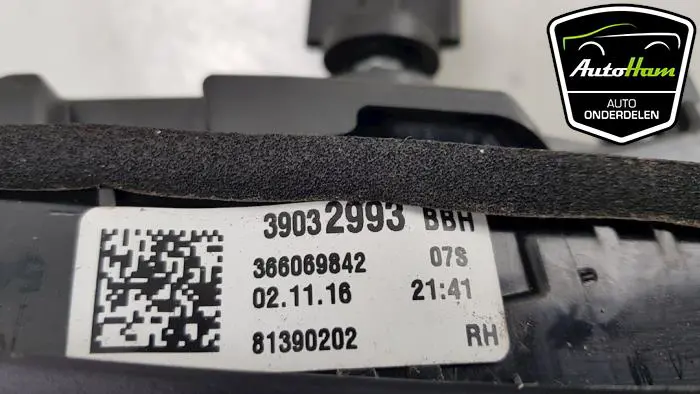 AutoHam
AUTO
ONDERDELEN
39032993 BBH
366069842 07S
02.11.16 21:41
81390202 RH